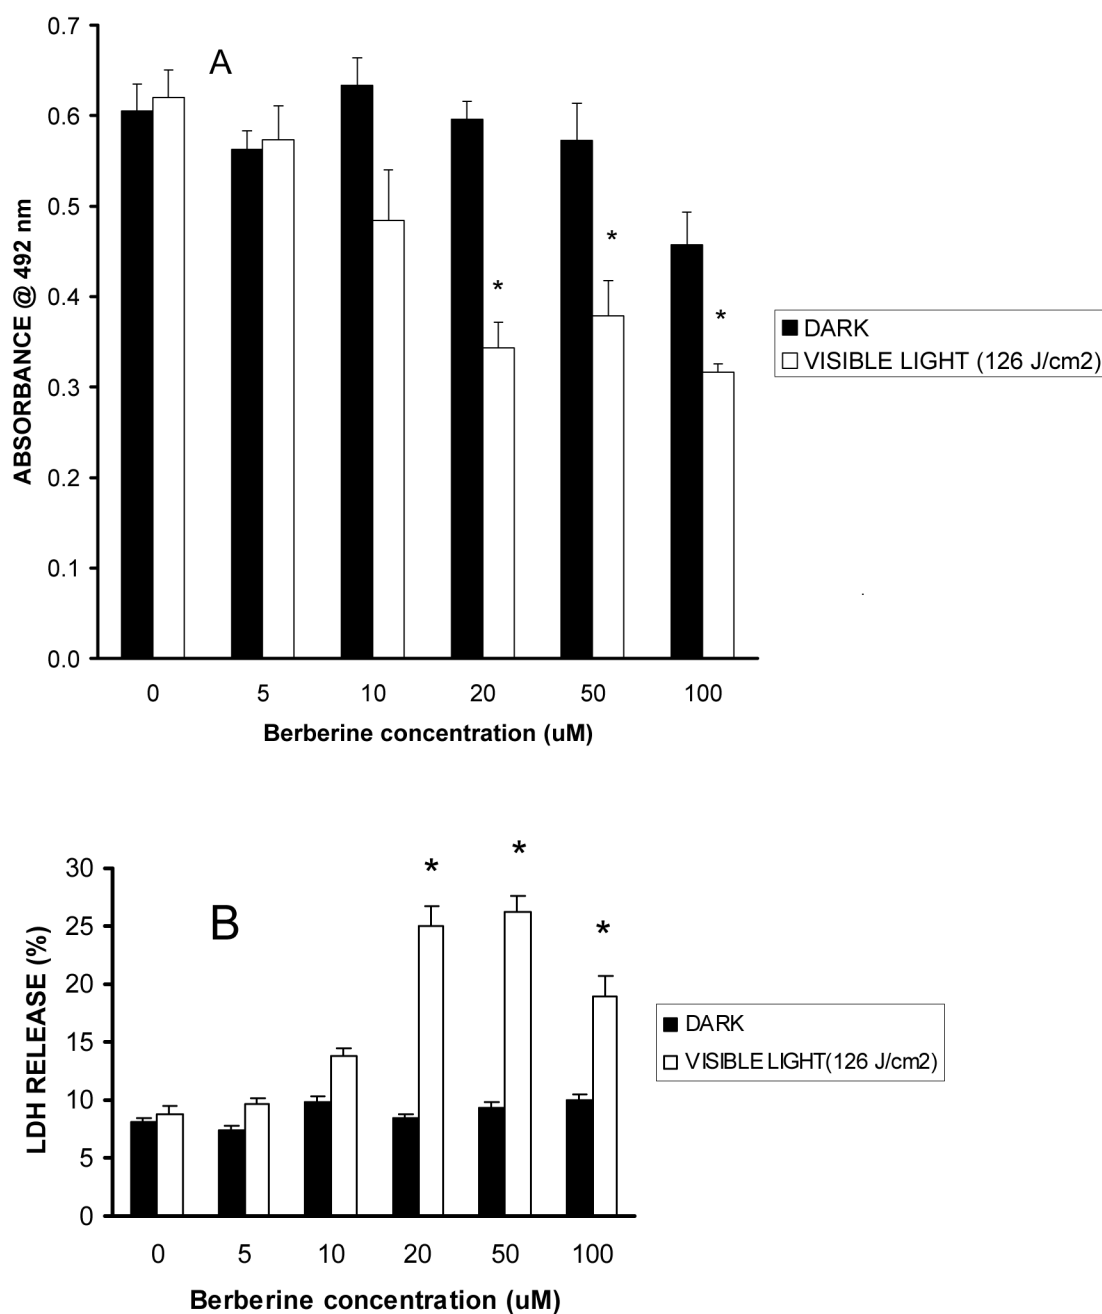 0.7
A
0.6
0.5
*
*
*
0.4
0.3
0.2
0.1
0.0
ABSORBANCE @ 492 nm
DARK
VISIBLE LIGHT (126 J/cm2)
0 5 10 20 50 100
Berberine concentration (uM)
30
*
*
B
25
*
20
15
10
5
0
LDH RELEASE (%)
DARK
VISIBLE LIGHT(126 J/cm2)
0 5 10 20 50 100
Berberine concentration (uM)